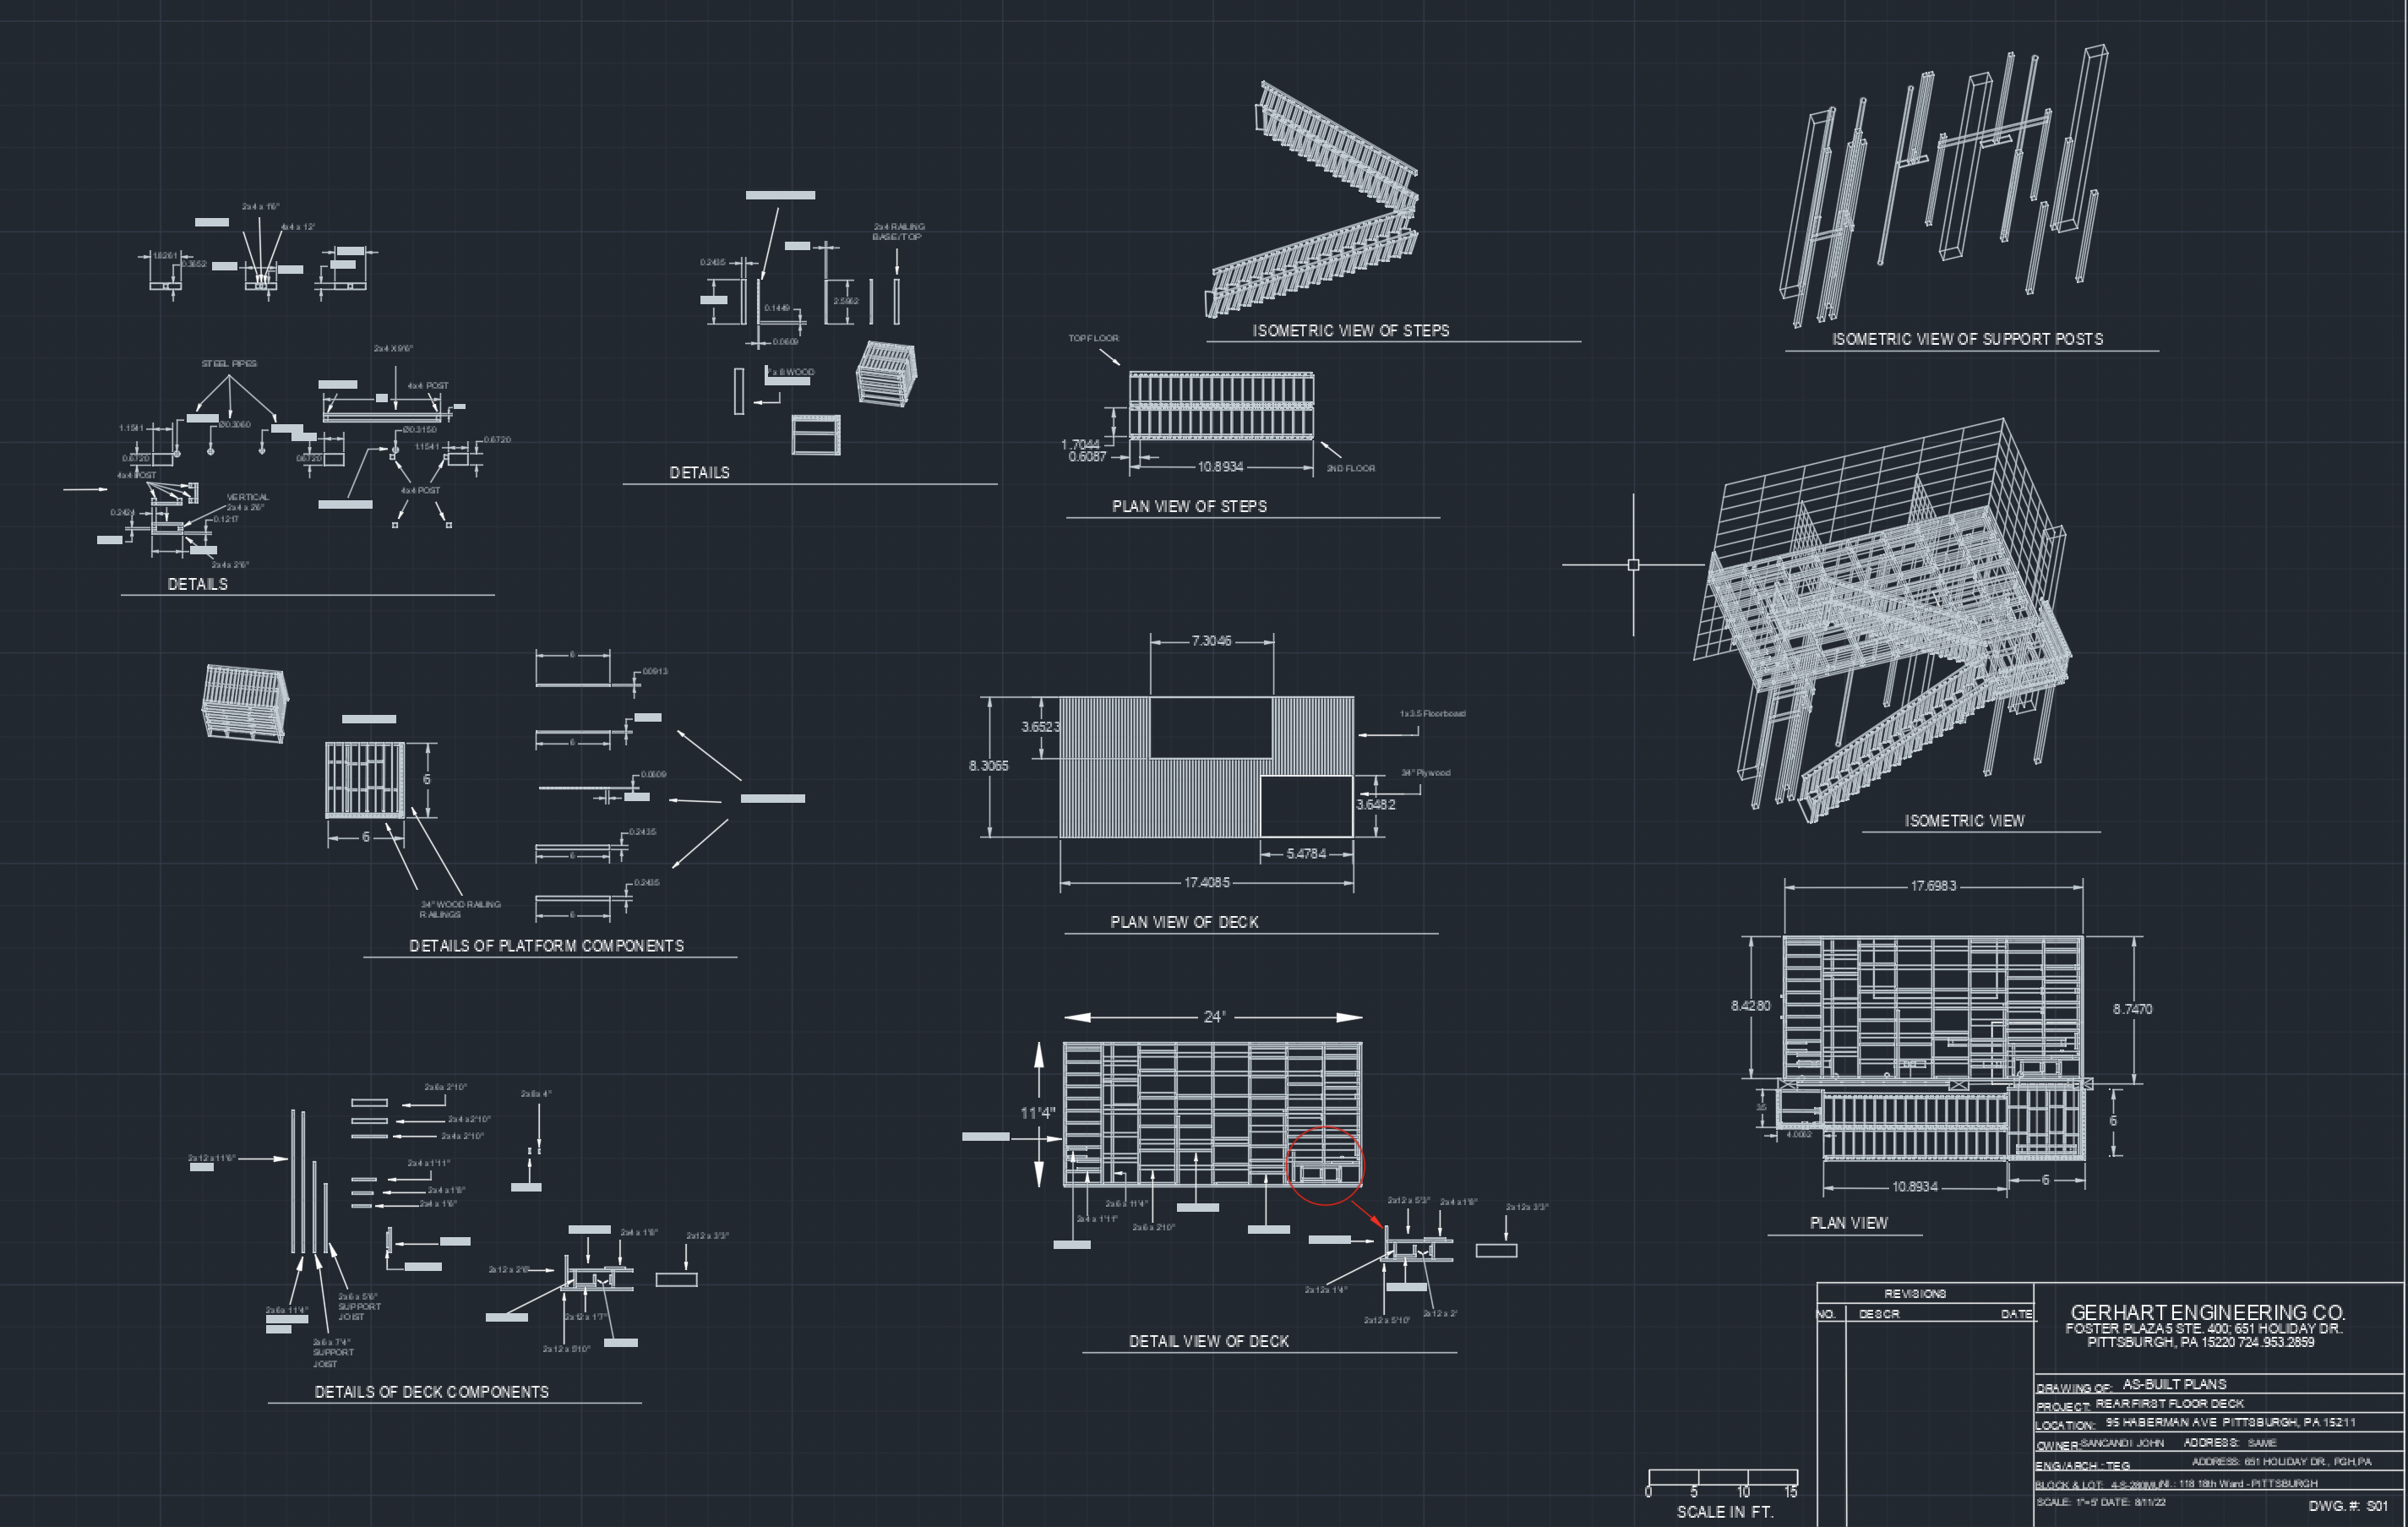 2x4 x 1'6"
4x4 x 12'
1.8261
0.3652
STEEL PIPES
2x4 X9'6"
4x4 POST
1.1541
Ø0.3060
Ø0.3150
1.1541
0.6720
0.6720
0.6720
4x4 POST
4x4 POST
VERTICAL
2x4 x 2'6"
0.2424
0.1217
2x4 x 2'6"
DETAILS
2x4 RAILING
BASE/TOP
0.2435
2.5662
0.1449
0.0609
x 8 WOOD
DETAILS
ISOMETRIC VIEW OF STEPS
TOP FLOOR
1.7044
0.6087
10.8934
2ND FLOOR
PLAN VIEW OF STEPS
ISOMETRIC VIEW OF SUPPORT POSTS
ISOMETRIC VIEW
6
0.0913
6
0.0609
0.2435
6
0.2435
6
6
6
3/4" WOOD RAILING
RAILINGS
DETAILS OF PLATFORM COMPONENTS
7.3046
3.6523
8.3065
1x3.5 Floorboard
3/4" Plywood
3.6482
5.4784
17.4085
PLAN VIEW OF DECK
17.6983
8.4280
8.7470
3.5
4.0662
6
10.8934
6
PLAN VIEW
24'
11'4"
2x6 x 11'4"
2x4 x 1'11"
2x6 x 2'10"
2x12 x 5'3"
2x4 x 1'8"
2x12 x 3'3"
2x12 x 1'4"
2x12 x 5'10"
2x12 x 2'
DETAIL VIEW OF DECK
2x6 x 2'10"
2x4 x 2'10"
2x4 x 2'10"
2x8 x 4"
2x12 x 11'6"
2x4 x 1'11"
2x4 x 1'8"
2x4 x 1'6"
2x4 x 1'8"
2x12 x 3'3"
2x12 x 2'6"
2x12 x 1'7"
2x12 x 5'10"
2x6 x 11'4"
2x6 x 5'6"
SUPPORT
JOIST
2x6 x 7'4"
SUPPORT
JOIST
DETAILS OF DECK COMPONENTS
0 5 10 15
SCALE IN FT.
REVISIONS
NO. DESCR DATE
GERHART ENGINEERING CO.
FOSTER PLAZA 5 STE. 400; 651 HOLIDAY DR.
PITTSBURGH, PA 15220 724.953.2859
DRAWING OF: AS-BUILT PLANS
PROJECT: REAR FIRST FLOOR DECK
LOCATION: 95 HABERMAN AVE PITTSBURGH, PA 15211
OWNER: SANCANDI JOHN ADDRESS: SAME
ENG/ARCH.: TEG ADDRESS: 651 HOLIDAY DR., PGH,PA
BLOCK & LOT: 4-S-280 MUNI.: 118 18th Ward - PITTSBURGH
SCALE: 1"=5' DATE: 8/11/22
DWG. #: S01